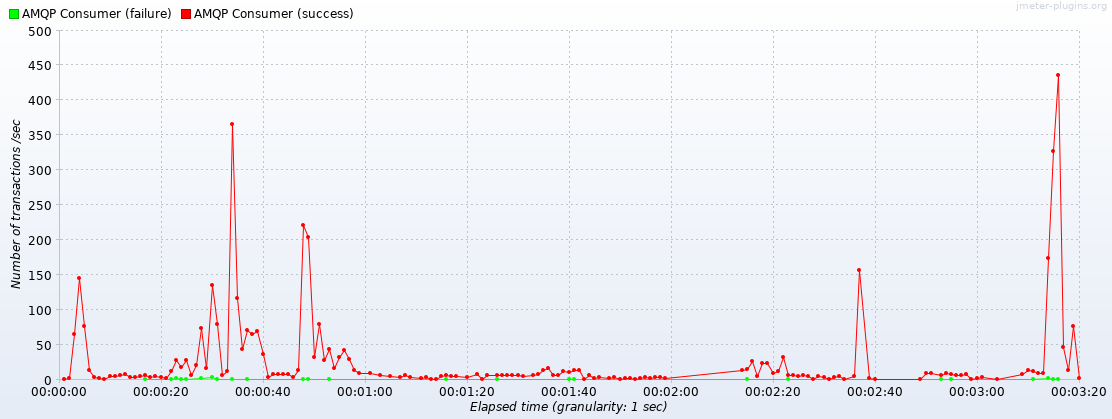 AMQP Consumer (failure) AMQP Consumer (success)
jmeter-plugins.org
500
450
400
350
300
250
200
150
100
50
0
Number of transactions /sec
00:00:00 00:00:20 00:00:40 00:01:00 00:01:20 00:01:40 00:02:00 00:02:20 00:02:40 00:03:00 00:03:20
Elapsed time (granularity: 1 sec)